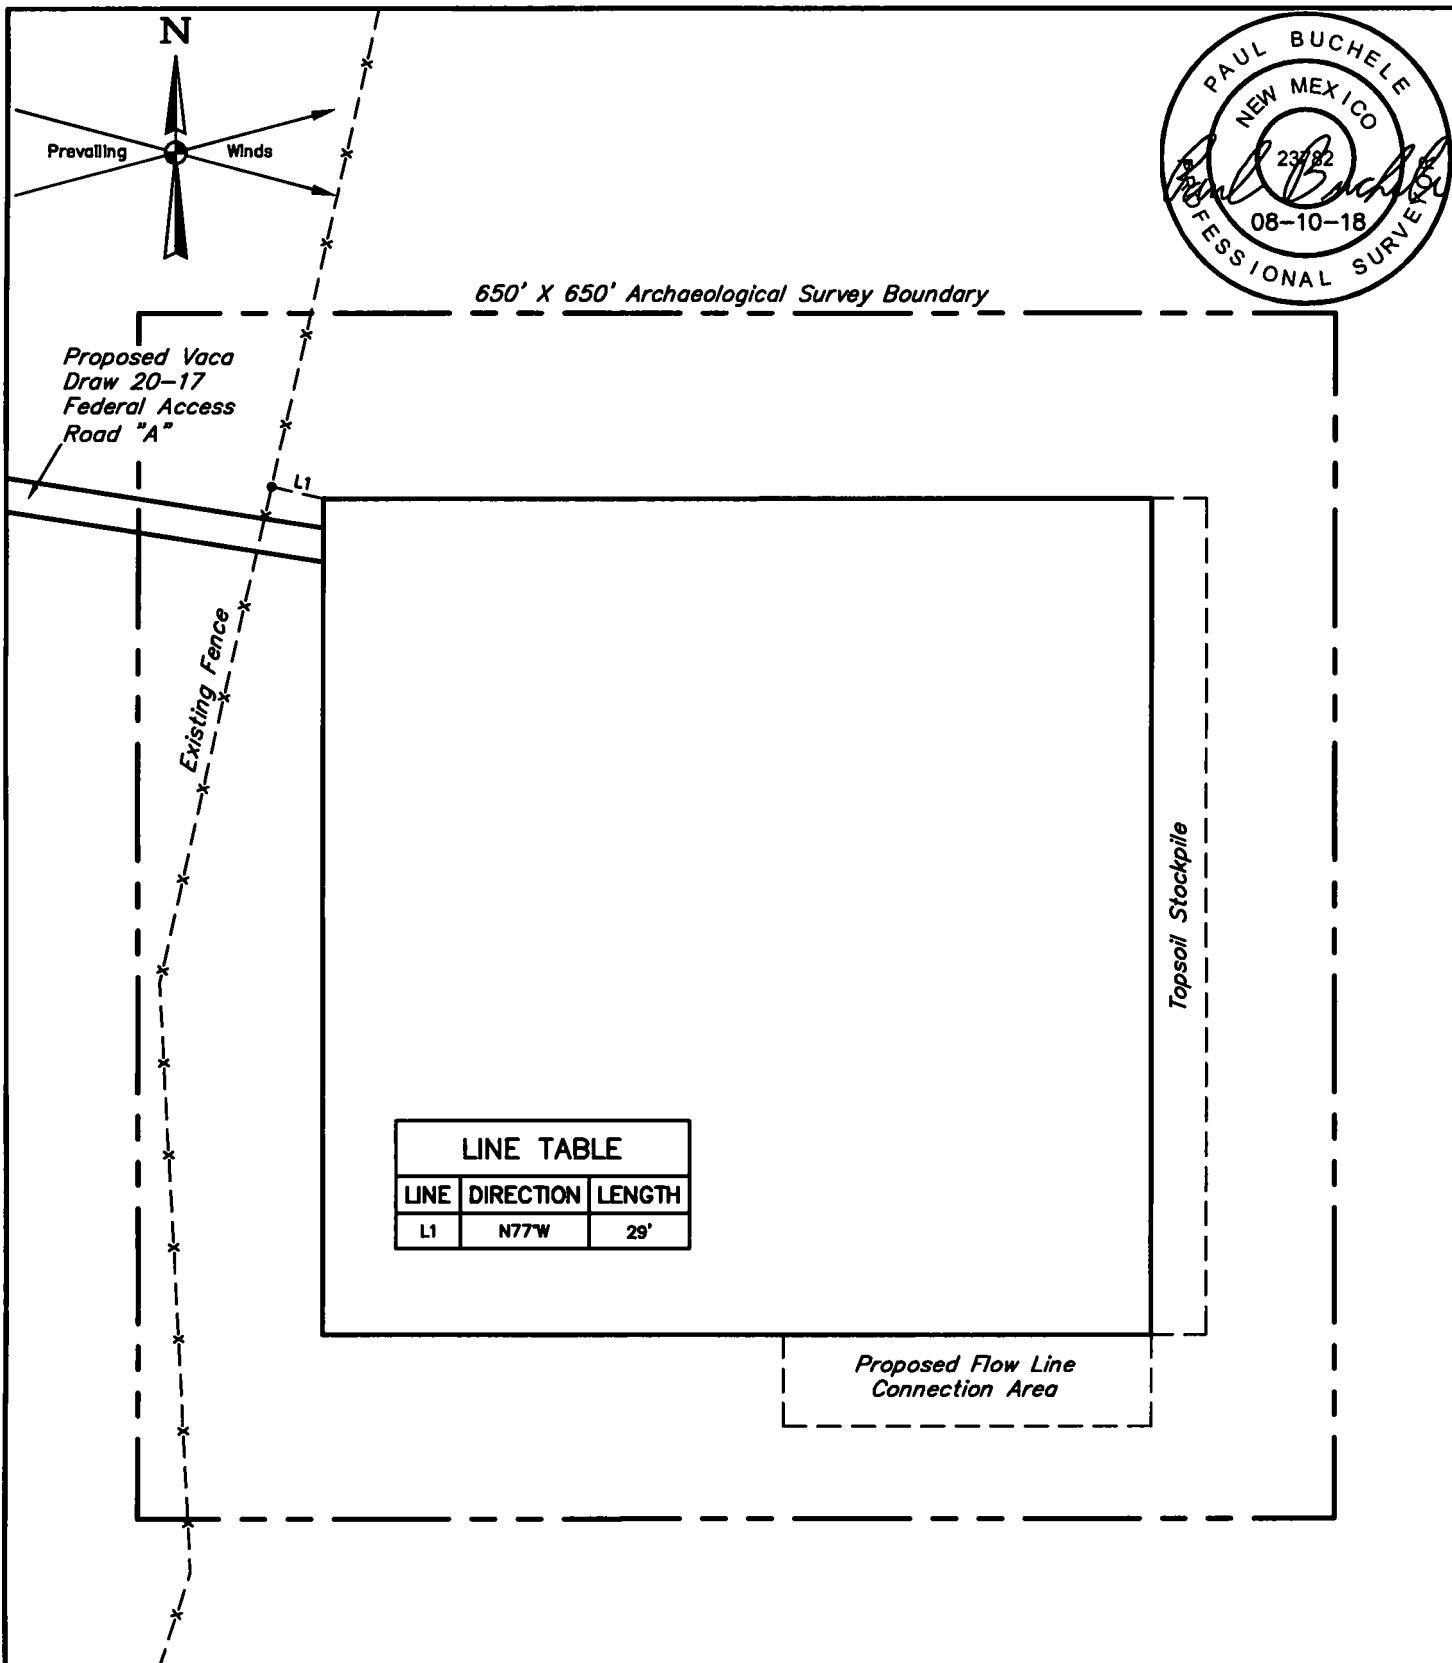 N
Prevailing Winds
PAUL BUCHELE
NEW MEXICO
23782
08-10-18
PROFESSIONAL SURVEYOR
Paul Buchele
650' X 650' Archaeological Survey Boundary
Proposed Vaca
Draw 20-17
Federal Access
Road "A"
L1
Existing Fence
Topsoil Stockpile
LINE TABLE
LINE DIRECTION LENGTH
L1 N77°W 29'
Proposed Flow Line
Connection Area